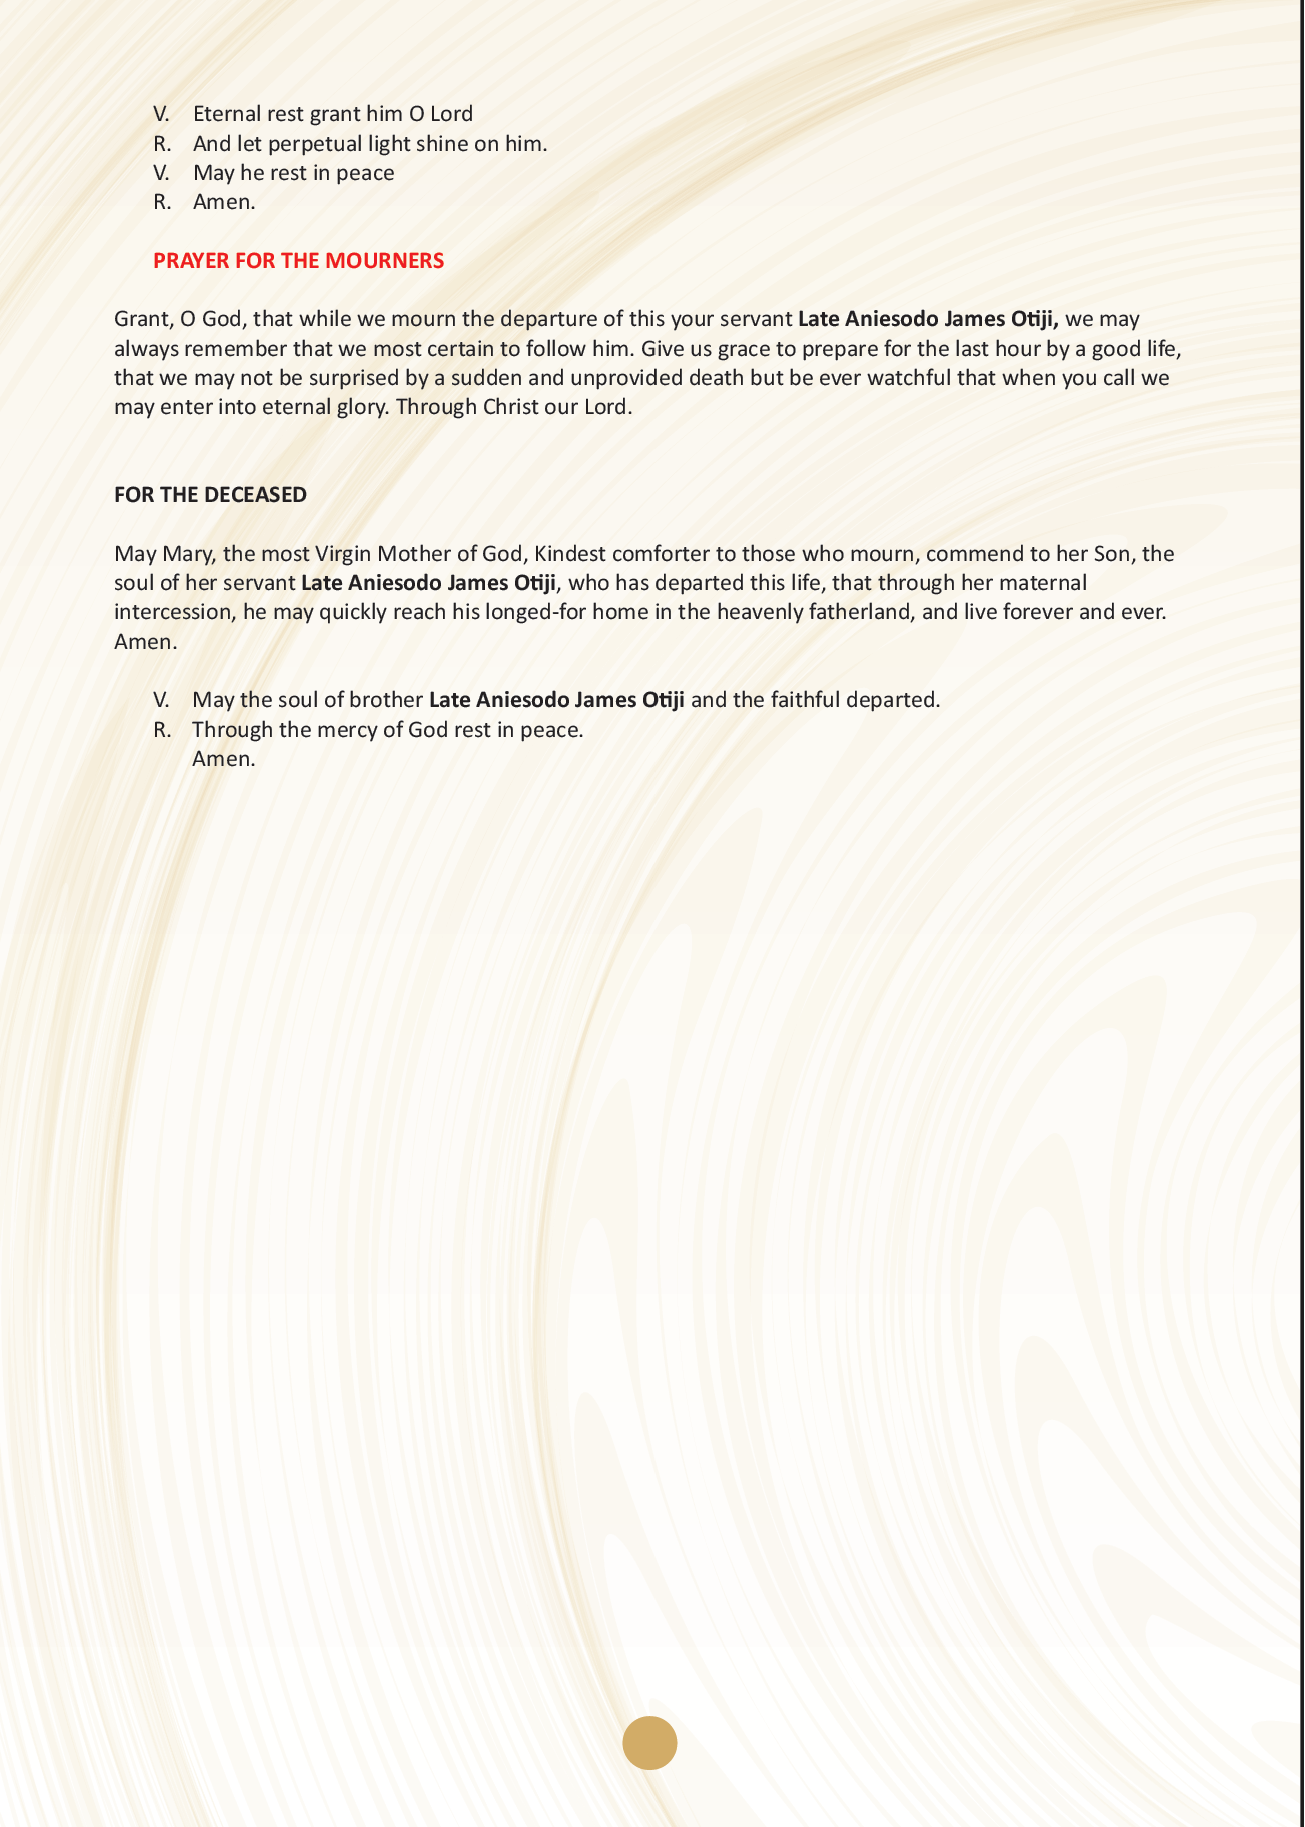 V. Eternal rest grant him O Lord
R. And let perpetual light shine on him.
V. May he rest in peace
R. Amen.
PRAYER FOR THE MOURNERS
Grant, O God, that while we mourn the departure of this your servant Late Aniesodo James Otiji, we may
always remember that we most certain to follow him. Give us grace to prepare for the last hour by a good life,
that we may not be surprised by a sudden and unprovided death but be ever watchful that when you call we
may enter into eternal glory. Through Christ our Lord.
FOR THE DECEASED
May Mary, the most Virgin Mother of God, Kindest comforter to those who mourn, commend to her Son, the
soul of her servant Late Aniesodo James Otiji, who has departed this life, that through her maternal
intercession, he may quickly reach his longed-for home in the heavenly fatherland, and live forever and ever.
Amen.
V. May the soul of brother Late Aniesodo James Otiji and the faithful departed.
R. Through the mercy of God rest in peace.
Amen.